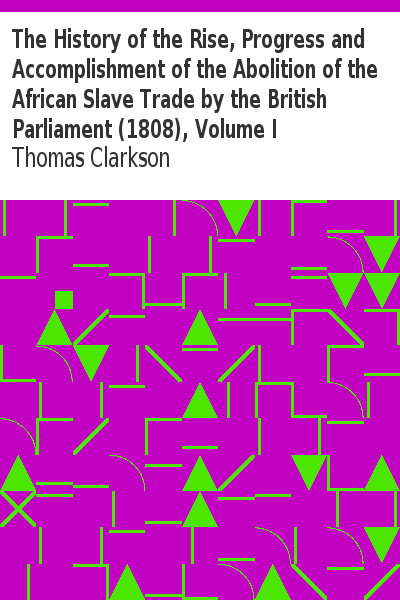 The History of the Rise, Progress and
Accomplishment of the Abolition of the
African Slave Trade by the British
Parliament (1808), Volume I
Thomas Clarkson